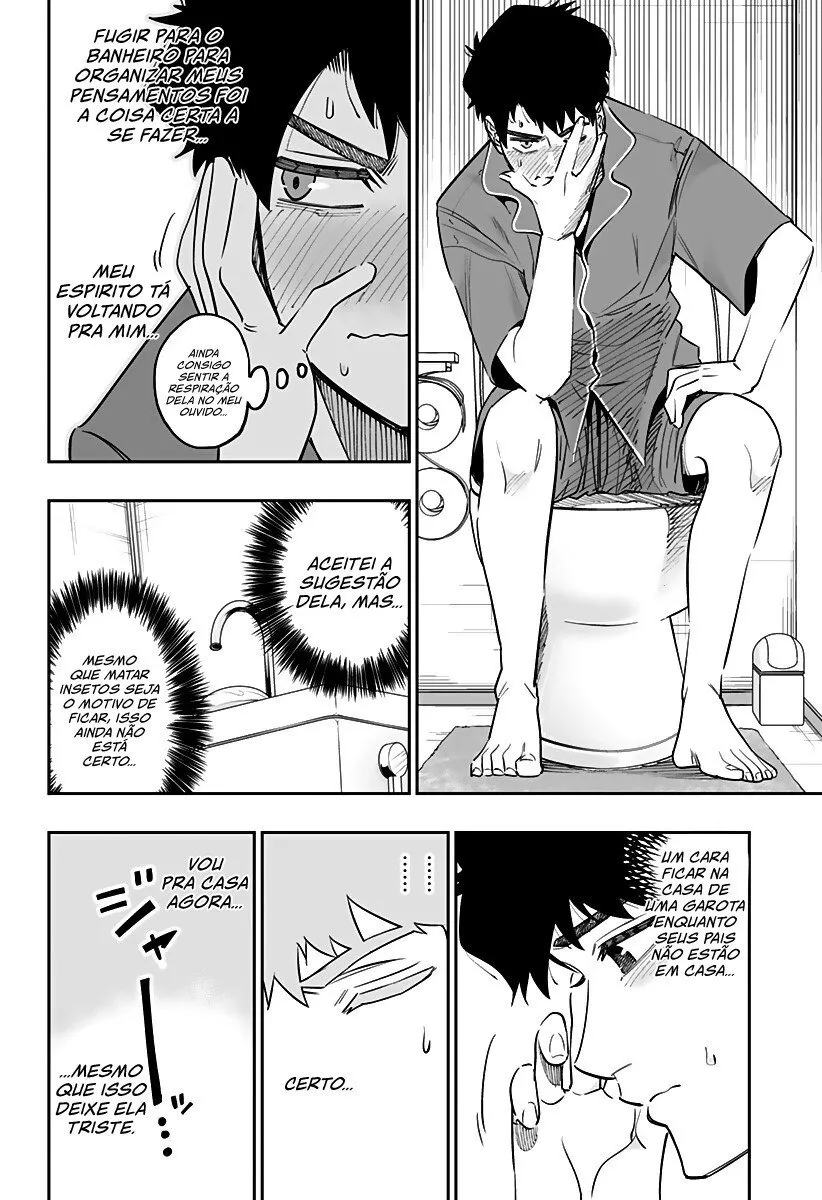 FUGIR PARA O
BANHEIRO PARA
ORGANIZAR MEUS
PENSAMENTOS FOI
A COISA CERTA A
SE FAZER...
MEU
ESPIRITO TÁ
VOLTANDO
PRA MIM...
AINDA
CONSIGO
SENTIR A
RESPIRAÇÃO
DELA NO MEU
OUVIDO...
ACEITEI A
SUGESTÃO
DELA, MAS...
MESMO
QUE MATAR
INSETOS SEJA
O MOTIVO DE
FICAR, ISSO
AINDA NÃO
ESTÁ
CERTO...
UM CARA
FICAR NA
CASA DE
UMA GAROTA
ENQUANTO
SEUS PAIS
NÃO ESTÃO
EM CASA...
......
CERTO...
VOU
PRA CASA
AGORA...
...MESMO
QUE ISSO
DEIXE ELA
TRISTE.